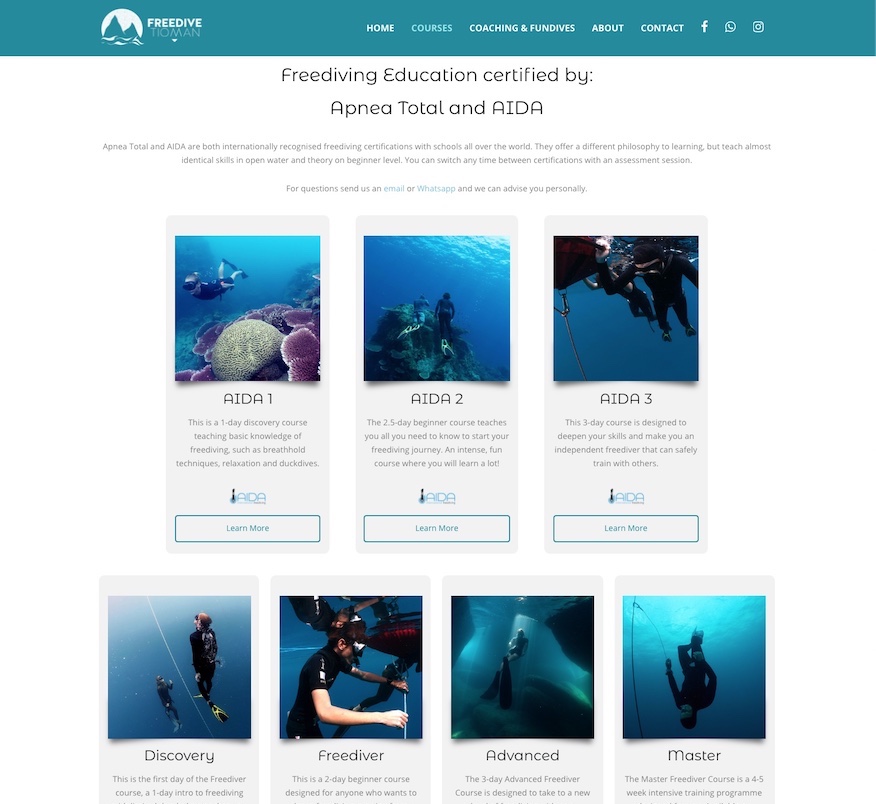 FREEDIVE
TIOMAN
HOME COURSES COACHING & FUNDIVES ABOUT CONTACT
Freediving Education certified by:
Apnea Total and AIDA
Apnea Total and AIDA are both internationally recognised freediving certifications with schools all over the world. They offer a different philosophy to learning, but teach almost
identical skills in open water and theory on beginner level. You can switch any time between certifications with an assessment session.
For questions send us an email or Whatsapp and we can advise you personally.
AIDA 1
This is a 1-day discovery course
teaching basic knowledge of
freediving, such as breathhold
techniques, relaxation and duckdives.
AIDA
Learn More
AIDA 2
The 2.5-day beginner course teaches
you all you need to know to start your
freediving journey. An intense, fun
course where you will learn a lot!
AIDA
Learn More
AIDA 3
This 3-day course is designed to
deepen your skills and make you an
independent freediver that can safely
train with others.
AIDA
Learn More
Discovery
This is the first day of the Freediver
course, a 1-day intro to freediving
Freediver
This is a 2-day beginner course
designed for anyone who wants to
Advanced
The 3-day Advanced Freediver
Course is designed to take to a new
Master
The Master Freediver Course is a 4-5
week intensive training programme